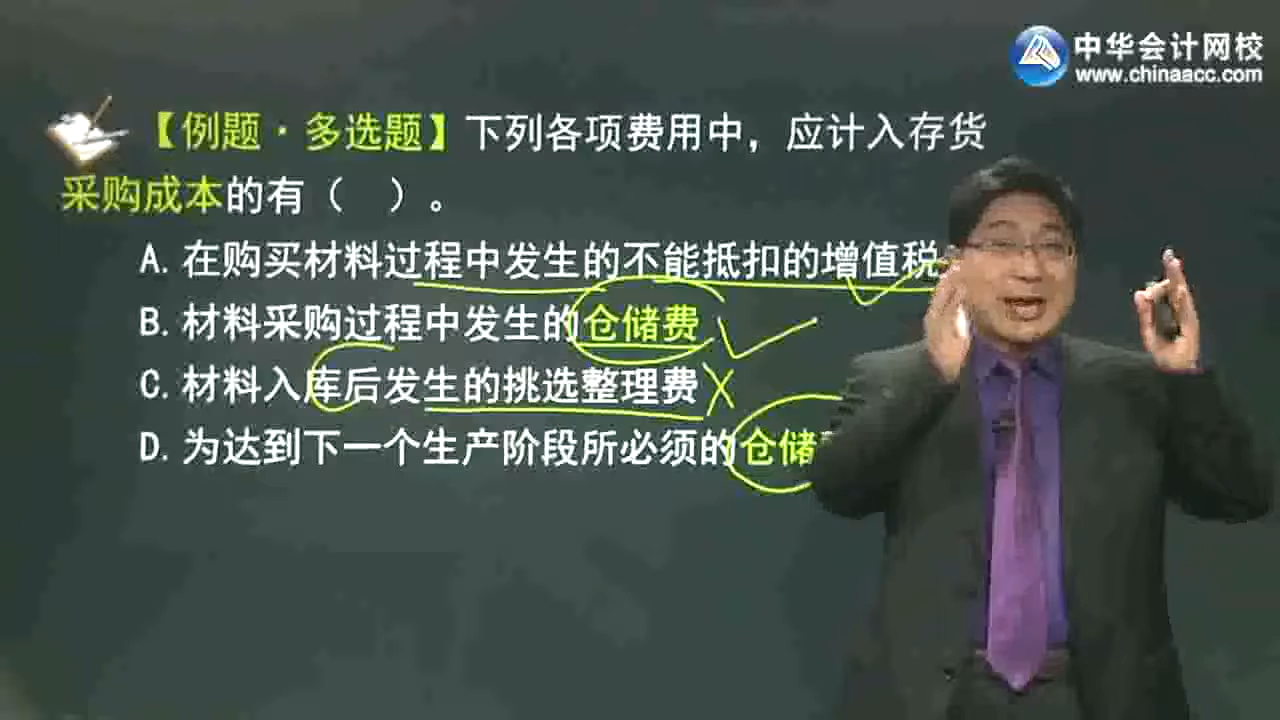 中华会计网校
www.chinaacc.com
【例题·多选题】下列各项费用中，应计入存货
采购成本的有（ ）。
A.在购买材料过程中发生的不能抵扣的增值税
B.材料采购过程中发生的仓储费
C.材料入库后发生的挑选整理费
D.为达到下一个生产阶段所必须的仓储